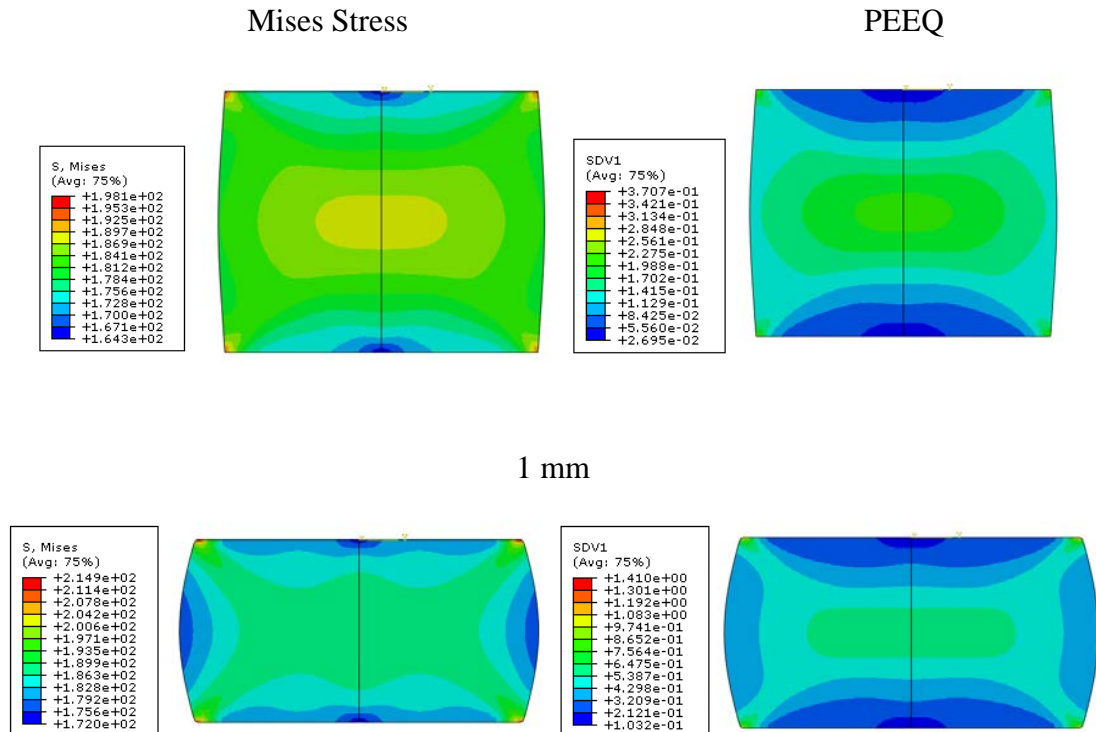 Mises Stress
PEEQ
S, Mises
(Avg: 75%)
+1.981e+02
+1.953e+02
+1.925e+02
+1.897e+02
+1.869e+02
+1.841e+02
+1.812e+02
+1.784e+02
+1.756e+02
+1.728e+02
+1.700e+02
+1.671e+02
+1.643e+02
SDV1
(Avg: 75%)
+3.707e-01
+3.421e-01
+3.134e-01
+2.848e-01
+2.561e-01
+2.275e-01
+1.988e-01
+1.702e-01
+1.415e-01
+1.129e-01
+8.425e-02
+5.560e-02
+2.695e-02
1 mm
S, Mises
(Avg: 75%)
+2.149e+02
+2.114e+02
+2.078e+02
+2.042e+02
+2.006e+02
+1.971e+02
+1.935e+02
+1.899e+02
+1.863e+02
+1.828e+02
+1.792e+02
+1.756e+02
+1.720e+02
SDV1
(Avg: 75%)
+1.410e+00
+1.301e+00
+1.192e+00
+1.083e+00
+9.741e-01
+8.652e-01
+7.564e-01
+6.475e-01
+5.387e-01
+4.298e-01
+3.209e-01
+2.121e-01
+1.032e-01